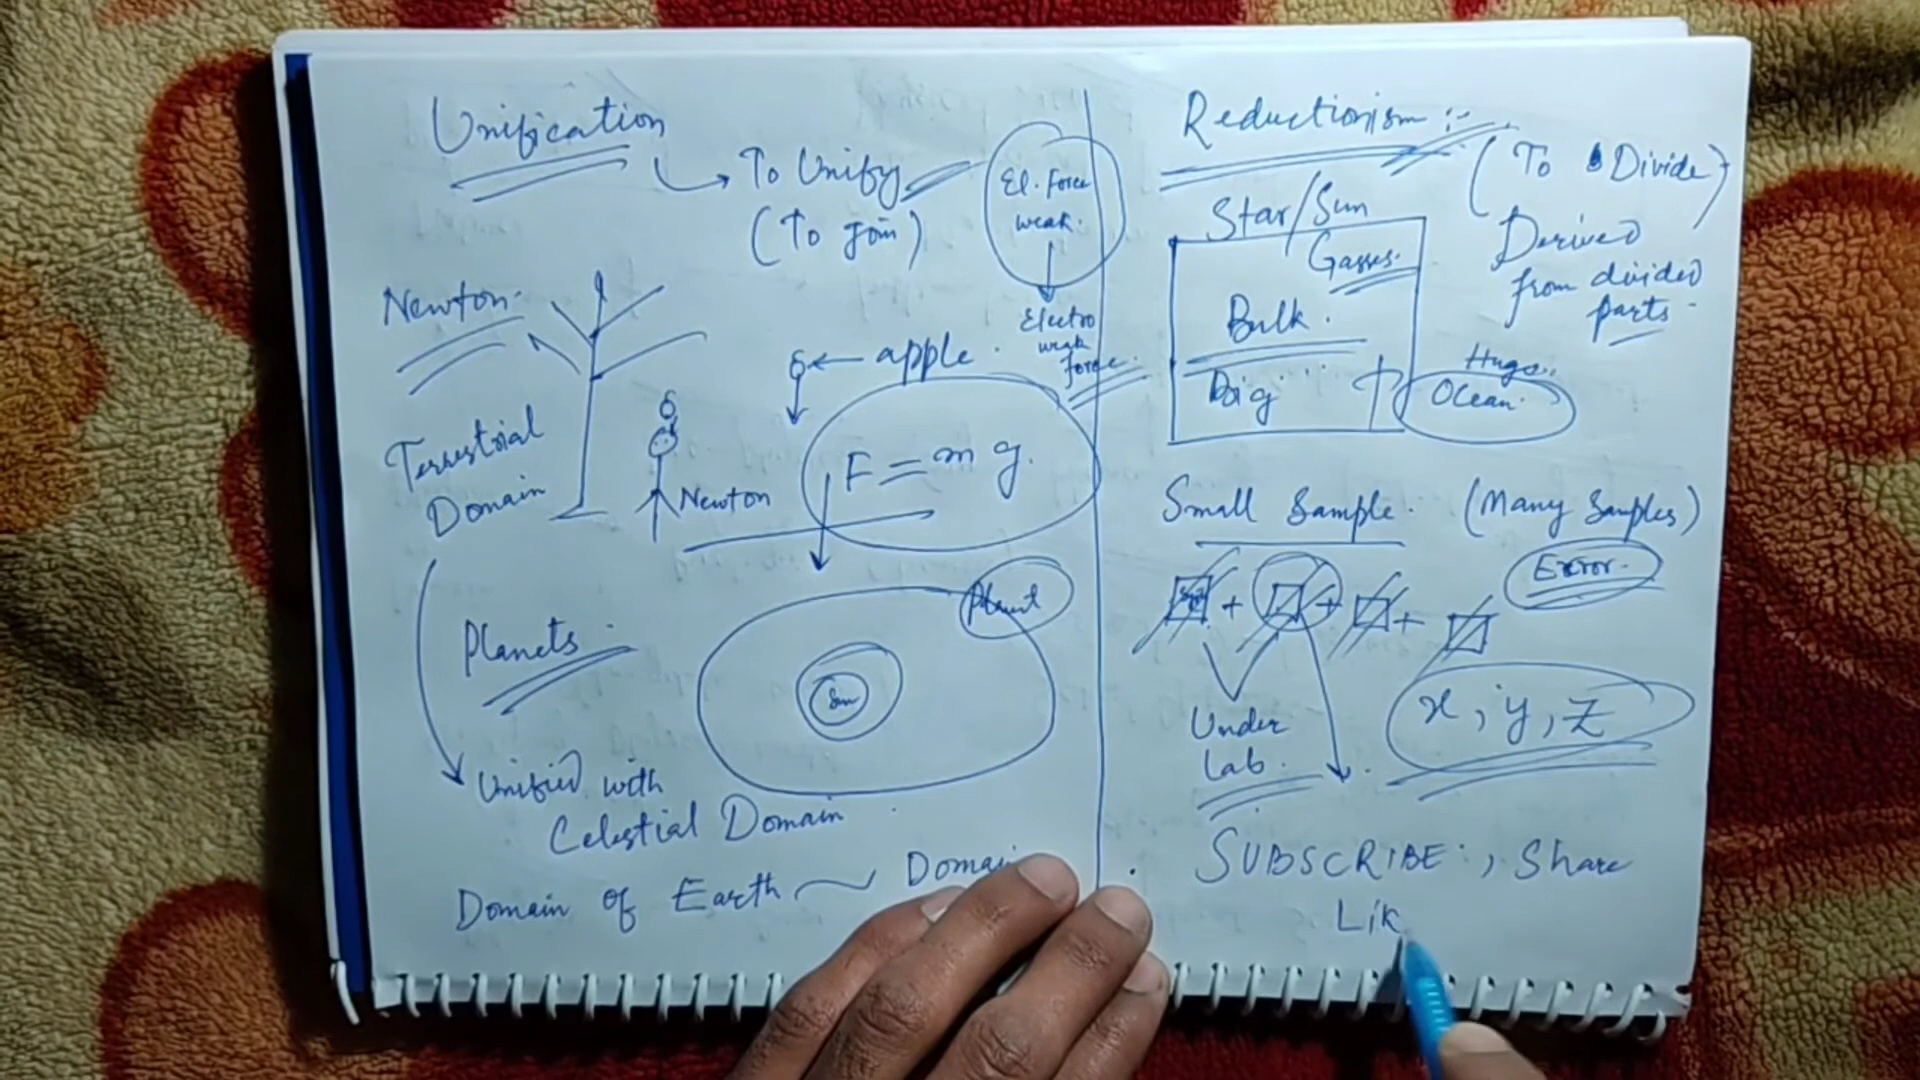 Unification
To Unify
(To join)
El. Force
weak.
Electro
weak
force.
Newton.
apple.
Terrestrial
Domain
Newton
F = m g.
Planets.
Planet
Sun
Unified with
Celestial Domain
Domain of Earth Domain
Reductionism :-
(To Divide)
Star/Sun
Gasses.
Derived
from divided
parts.
Bulk.
Big
Huge..
Ocean.
Small Sample. (Many Samples)
Error.
+ + +
Under
Lab.
x, y, z
SUBSCRIBE, Share
Lik